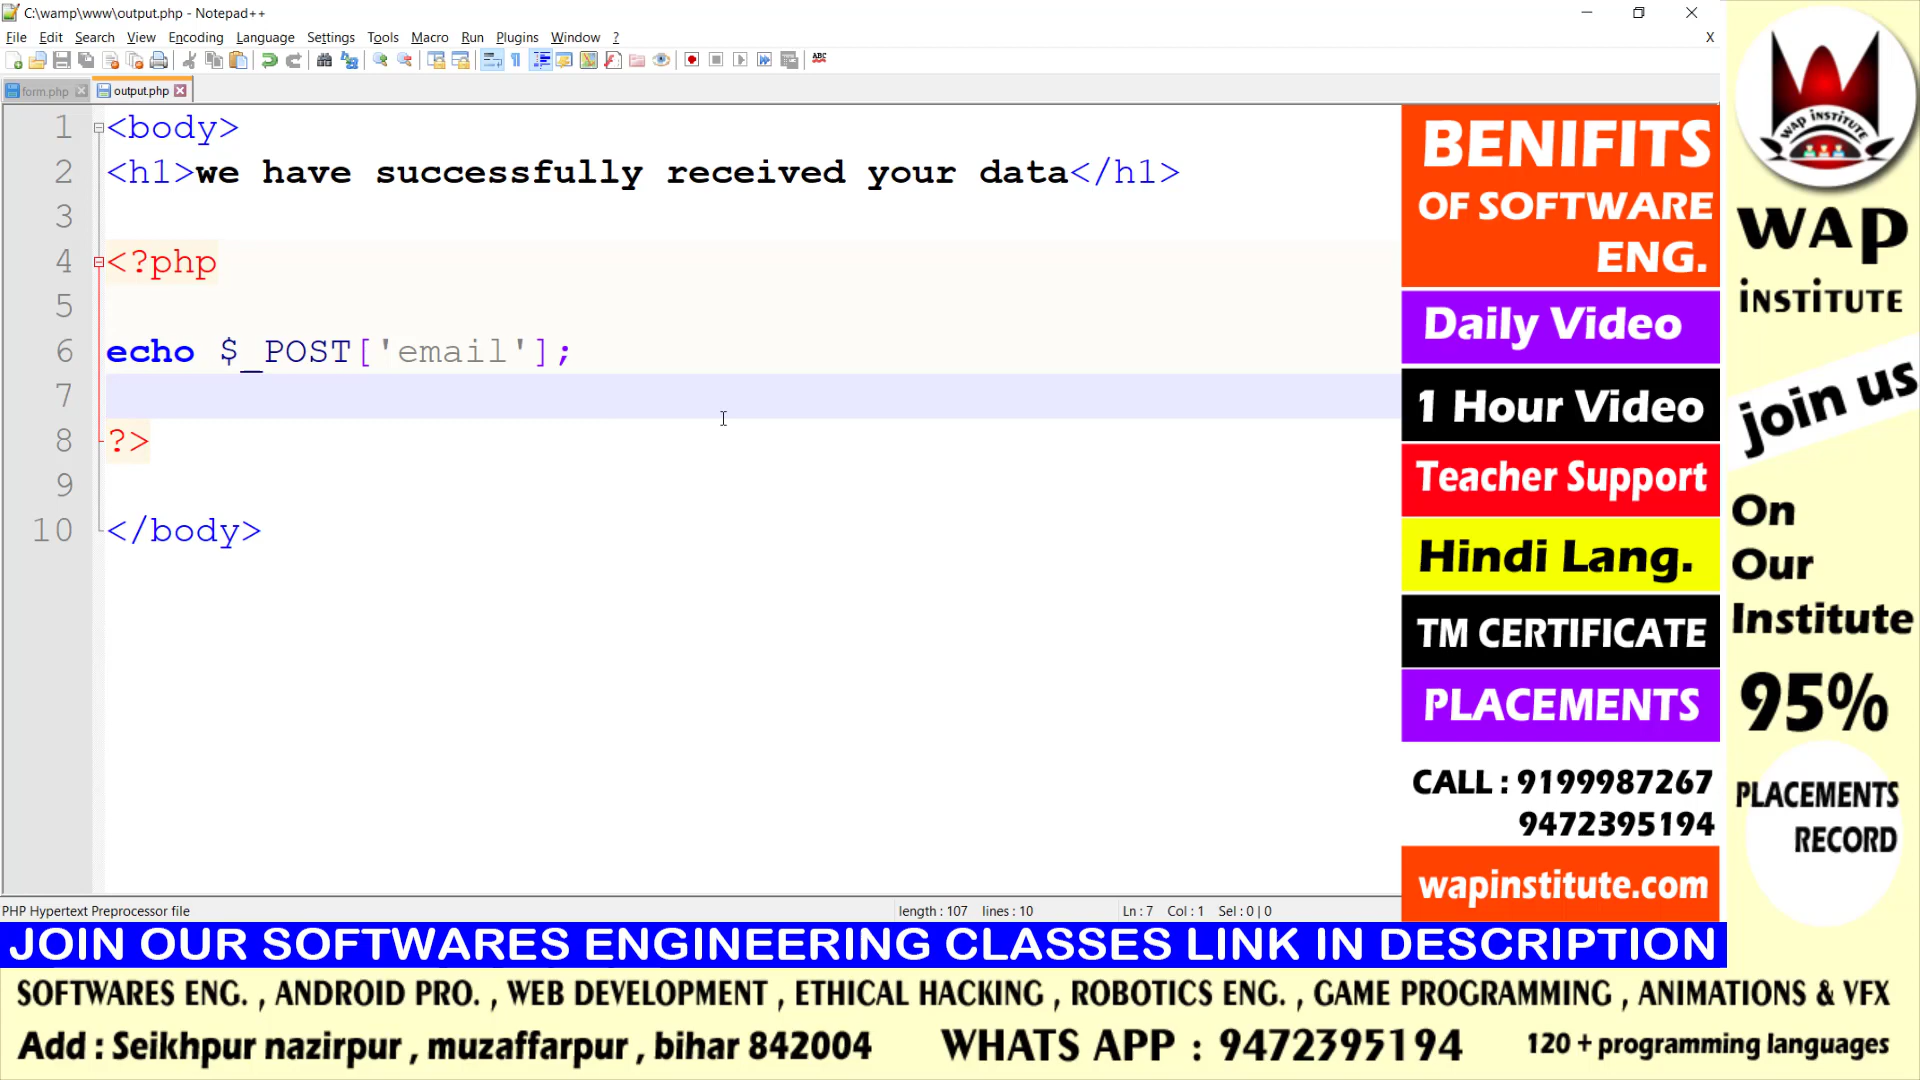 C:\wamp\www\output.php - Notepad++
File Edit Search View Encoding Language Settings Tools Macro Run Plugins Window ?
X
form.php output.php
1 <body>
2 <h1>we have successfully received your data</h1>
3
4 <?php
5
6 echo $_POST['email'];
7
8 ?>
9
10 </body>
PHP Hypertext Preprocessor file length : 107 lines : 10 Ln : 7 Col : 1 Sel : 0 | 0
BENIFITS
OF SOFTWARE
ENG.
Daily Video
1 Hour Video
Teacher Support
Hindi Lang.
TM CERTIFICATE
PLACEMENTS
CALL : 9199987267
9472395194
wapinstitute.com
WAP INSTITUTE
WAP
INSTITUTE
join us
On
Our
Institute
95%
PLACEMENTS
RECORD
JOIN OUR SOFTWARES ENGINEERING CLASSES LINK IN DESCRIPTION
SOFTWARES ENG. , ANDROID PRO. , WEB DEVELOPMENT , ETHICAL HACKING , ROBOTICS ENG. , GAME PROGRAMMING , ANIMATIONS & VFX
Add : Seikhpur nazirpur , muzaffarpur , bihar 842004 WHATS APP : 9472395194 120 + programming languages